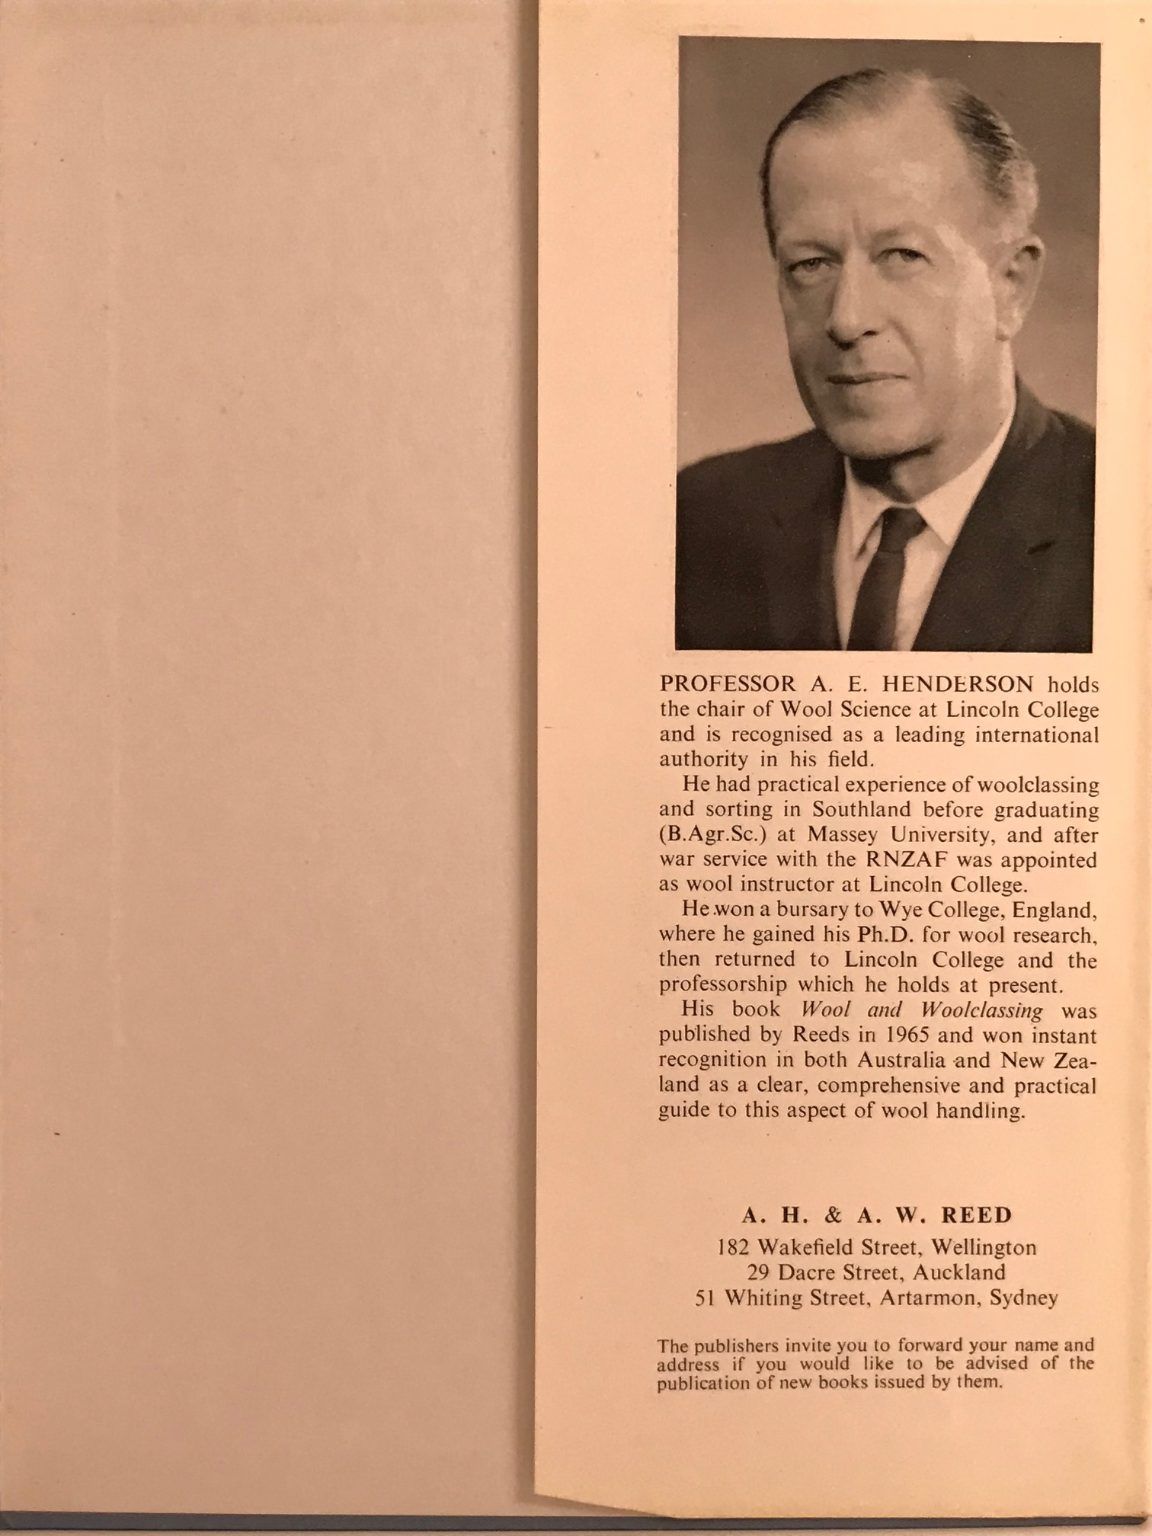 PROFESSOR A. E. HENDERSON holds
the chair of Wool Science at Lincoln College
and is recognised as a leading international
authority in his field.
He had practical experience of woolclassing
and sorting in Southland before graduating
(B.Agr.Sc.) at Massey University, and after
war service with the RNZAF was appointed
as wool instructor at Lincoln College.
He won a bursary to Wye College, England,
where he gained his Ph.D. for wool research,
then returned to Lincoln College and the
professorship which he holds at present.
His book Wool and Woolclassing was
published by Reeds in 1965 and won instant
recognition in both Australia and New Zea-
land as a clear, comprehensive and practical
guide to this aspect of wool handling.
A. H. & A. W. REED
182 Wakefield Street, Wellington
29 Dacre Street, Auckland
51 Whiting Street, Artarmon, Sydney
The publishers invite you to forward your name and
address if you would like to be advised of the
publication of new books issued by them.